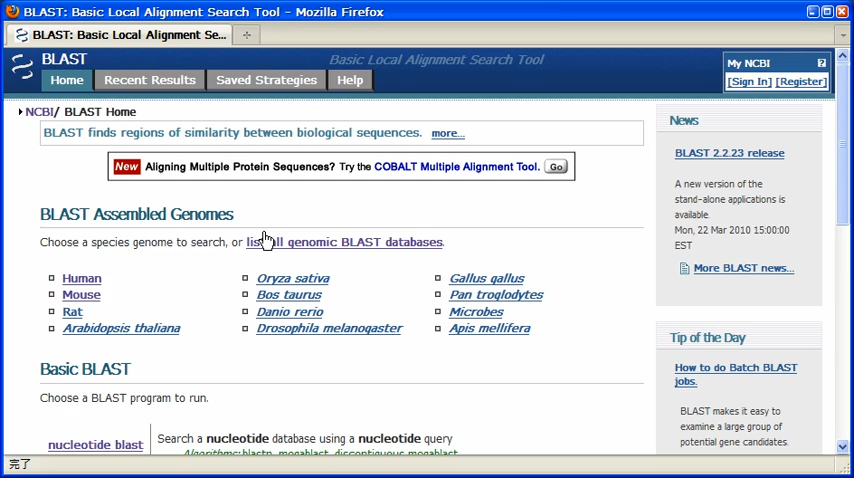 BLAST: Basic Local Alignment Search Tool - Mozilla Firefox
BLAST: Basic Local Alignment Se...
BLAST
Basic Local Alignment Search Tool
My NCBI
[Sign In] [Register]
Home Recent Results Saved Strategies Help
NCBI/ BLAST Home
BLAST finds regions of similarity between biological sequences. more...
New Aligning Multiple Protein Sequences? Try the COBALT Multiple Alignment Tool. Go
BLAST Assembled Genomes
Choose a species genome to search, or list all genomic BLAST databases.
Human
Mouse
Rat
Arabidopsis thaliana
Oryza sativa
Bos taurus
Danio rerio
Drosophila melanogaster
Gallus gallus
Pan troglodytes
Microbes
Apis mellifera
Basic BLAST
Choose a BLAST program to run.
nucleotide blast
Search a nucleotide database using a nucleotide query
Algorithms: blastn, megablast, discontiguous megablast
News
BLAST 2.2.23 release
A new version of the
stand-alone applications is
available.
Mon, 22 Mar 2010 15:00:00
EST
More BLAST news...
Tip of the Day
How to do Batch BLAST
jobs.
BLAST makes it easy to
examine a large group of
potential gene candidates.
完了